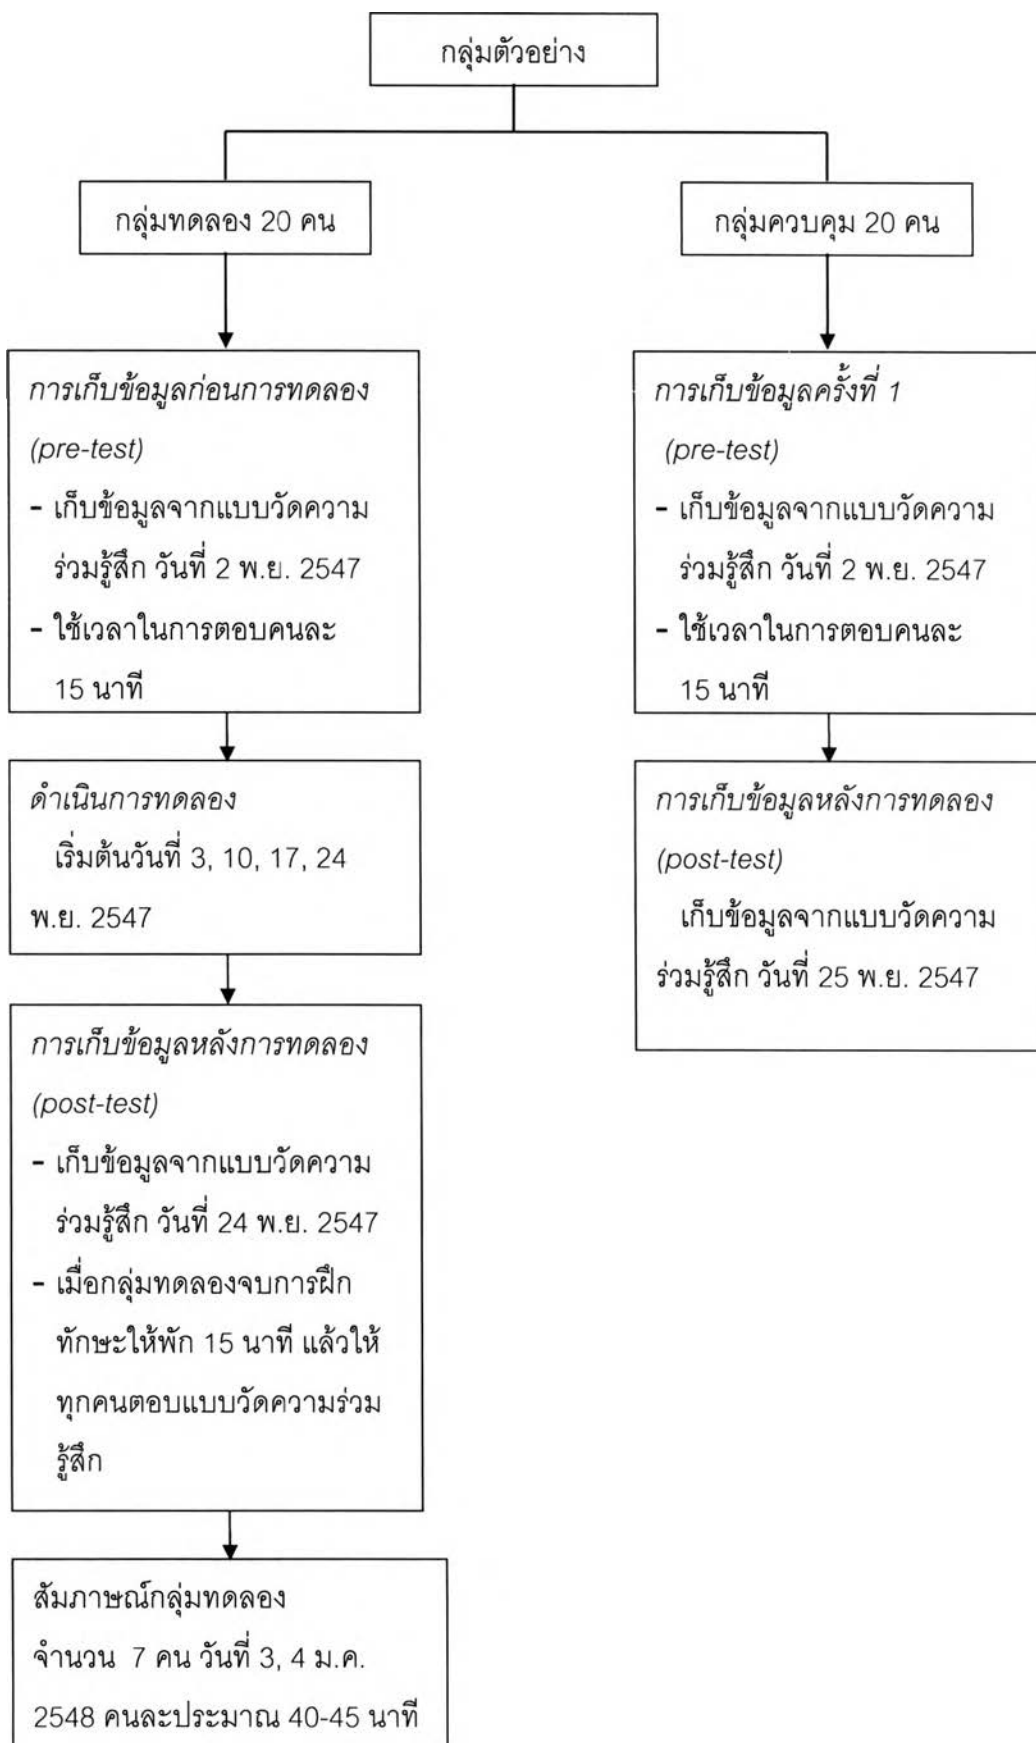 กลุ่มตัวอย่าง
กลุ่มทดลอง 20 คน
กลุ่มควบคุม 20 คน
การเก็บข้อมูลก่อนการทดลอง
(pre-test)
- เก็บข้อมูลจากแบบวัดความ
ร่วมรู้สึก วันที่ 2 พ.ย. 2547
- ใช้เวลาในการตอบคนละ
15 นาที
การเก็บข้อมูลครั้งที่ 1
(pre-test)
- เก็บข้อมูลจากแบบวัดความ
ร่วมรู้สึก วันที่ 2 พ.ย. 2547
- ใช้เวลาในการตอบคนละ
15 นาที
ดำเนินการทดลอง
เริ่มต้นวันที่ 3, 10, 17, 24
พ.ย. 2547
การเก็บข้อมูลหลังการทดลอง
(post-test)
เก็บข้อมูลจากแบบวัดความ
ร่วมรู้สึก วันที่ 25 พ.ย. 2547
การเก็บข้อมูลหลังการทดลอง
(post-test)
- เก็บข้อมูลจากแบบวัดความ
ร่วมรู้สึก วันที่ 24 พ.ย. 2547
- เมื่อกลุ่มทดลองจบการฝึก
ทักษะให้พัก 15 นาที แล้วให้
ทุกคนตอบแบบวัดความร่วม
รู้สึก
สัมภาษณ์กลุ่มทดลอง
จำนวน 7 คน วันที่ 3, 4 ม.ค.
2548 คนละประมาณ 40-45 นาที